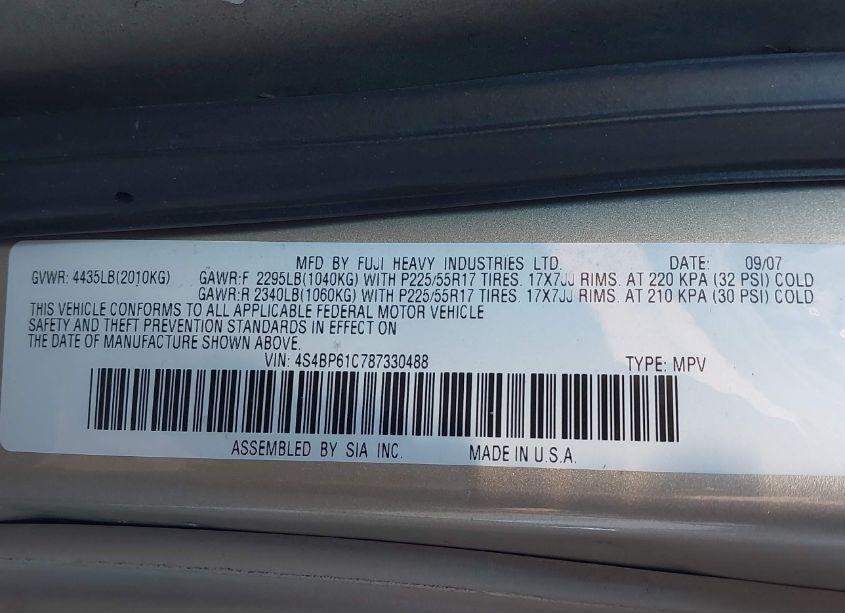 MFD BY FUJI HEAVY INDUSTRIES LTD. DATE: 09/07
GVWR: 4435LB(2010KG) GAWR:F 2295LB(1040KG) WITH P225/55R17 TIRES. 17X7JJ RIMS. AT 220 KPA (32 PSI) COLD
GAWR:R 2340LB(1060KG) WITH P225/55R17 TIRES. 17X7JJ RIMS. AT 210 KPA (30 PSI) COLD
THIS VEHICLE CONFORMS TO ALL APPLICABLE FEDERAL MOTOR VEHICLE
SAFETY AND THEFT PREVENTION STANDARDS IN EFFECT ON
THE DATE OF MANUFACTURE SHOWN ABOVE.
VIN: 4S4BP61C787330488 TYPE: MPV
ASSEMBLED BY SIA INC. MADE IN U.S.A.